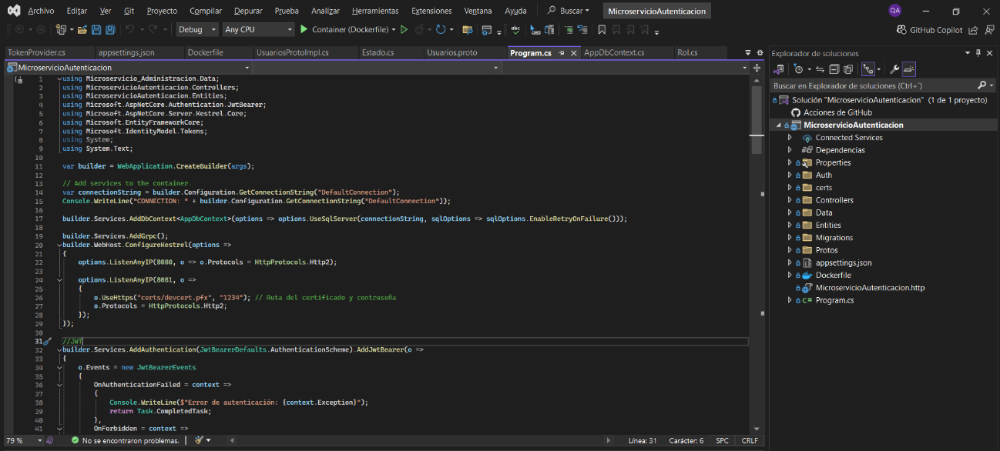 Archivo Editar Ver Git Proyecto Compilar Depurar Prueba Analizar Herramientas Extensiones Ventana Ayuda Buscar MicroservicioAutenticacion QA
Debug Any CPU Container (Dockerfile) abc GitHub Copilot
TokenProvider.cs appsettings.json Dockerfile UsuariosProtoImpl.cs Estado.cs Usuarios.proto Program.cs AppDbContext.cs Rol.cs
MicroservicioAutenticacion
1 using Microservicio_Administracion.Data;
2 using MicroservicioAutenticacion.Controllers;
3 using MicroservicioAutenticacion.Entities;
4 using Microsoft.AspNetCore.Authentication.JwtBearer;
5 using Microsoft.AspNetCore.Server.Kestrel.Core;
6 using Microsoft.EntityFrameworkCore;
7 using Microsoft.IdentityModel.Tokens;
8 using System;
9 using System.Text;
10
11 var builder = WebApplication.CreateBuilder(args);
12
13 // Add services to the container.
14 var connectionString = builder.Configuration.GetConnectionString("DefaultConnection");
15 Console.WriteLine("CONNECTION: " + builder.Configuration.GetConnectionString("DefaultConnection"));
16
17 builder.Services.AddDbContext<AppDbContext>(options => options.UseSqlServer(connectionString, sqlOptions => sqlOptions.EnableRetryOnFailure()));
18
19 builder.Services.AddGrpc();
20 builder.WebHost.ConfigureKestrel(options =>
21 {
22 options.ListenAnyIP(8080, o => o.Protocols = HttpProtocols.Http2);
23
24 options.ListenAnyIP(8081, o =>
25 {
26 o.UseHttps("certs/devcert.pfx", "1234"); // Ruta del certificado y contraseña
27 o.Protocols = HttpProtocols.Http2;
28 });
29 });
30
31 //JWT
32 builder.Services.AddAuthentication(JwtBearerDefaults.AuthenticationScheme).AddJwtBearer(o =>
33 {
34 o.Events = new JwtBearerEvents
35 {
36 OnAuthenticationFailed = context =>
37 {
38 Console.WriteLine($"Error de autenticación: {context.Exception}");
39 return Task.CompletedTask;
40 },
41 OnForbidden = context =>
79 % No se encontraron problemas. Línea: 31 Carácter: 6 SPC CRLF
Explorador de soluciones
Buscar en Explorador de soluciones (Ctrl+´)
Solución "MicroservicioAutenticacion" (1 de 1 proyecto)
Acciones de GitHub
MicroservicioAutenticacion
Connected Services
Dependencias
Properties
Auth
certs
Controllers
Data
Entities
Migrations
Protos
appsettings.json
Dockerfile
MicroservicioAutenticacion.http
C# Program.cs